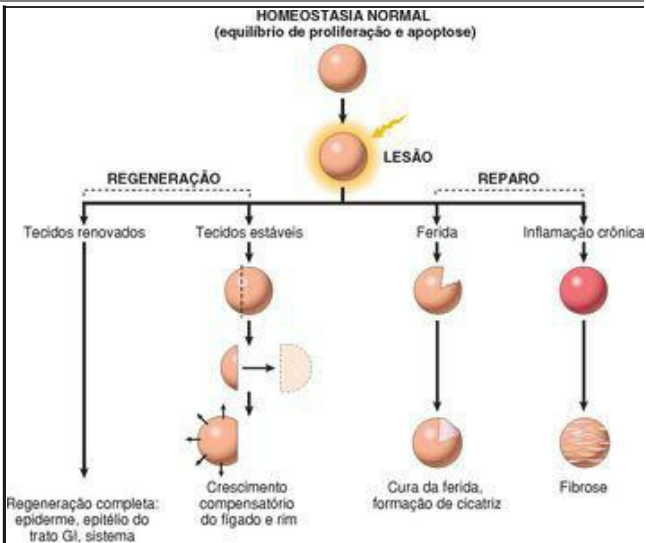 HOMEOSTASIA NORMAL
(equilíbrio de proliferação e apoptose)
LESÃO
REGENERAÇÃO
REPARO
Tecidos renovados
Tecidos estáveis
Ferida
Inflamação crônica
Regeneração completa:
epiderme, epitélio do
trato GI, sistema
Crescimento
compensatório
do fígado e rim
Cura da ferida,
formação de cicatriz
Fibrose